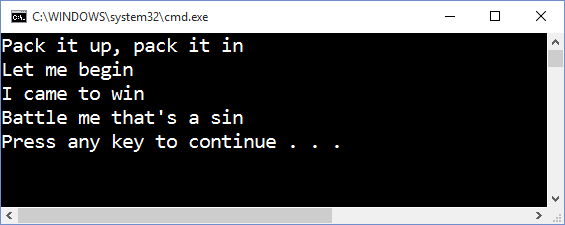 C:\WINDOWS\system32\cmd.exe
Pack it up, pack it in
Let me begin
I came to win
Battle me that's a sin
Press any key to continue . . .